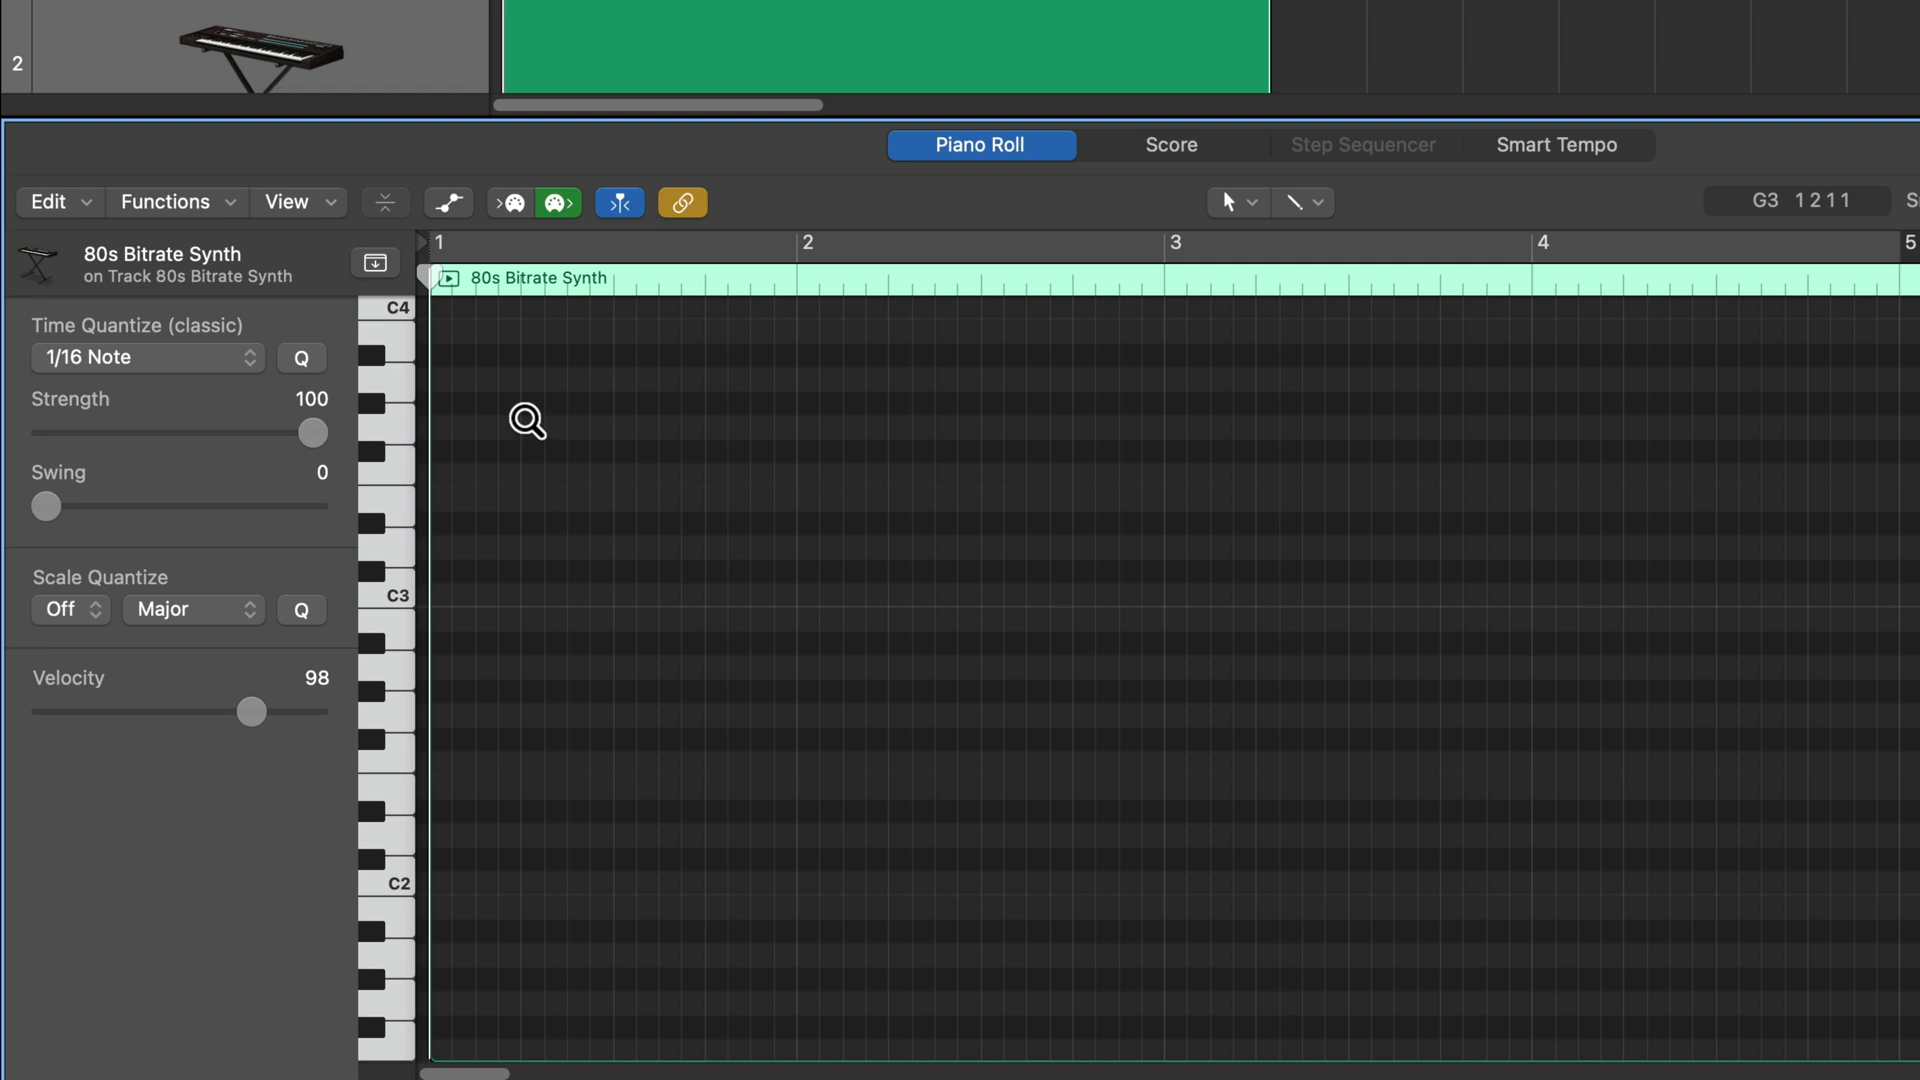 2
Piano Roll
Score
Step Sequencer
Smart Tempo
Edit
Functions
View
G3 1 2 1 1
80s Bitrate Synth
on Track 80s Bitrate Synth
1
2
3
4
5
80s Bitrate Synth
Time Quantize (classic)
1/16 Note
Q
Strength
100
Swing
0
Scale Quantize
Off
Major
Q
Velocity
98
C4
C3
C2